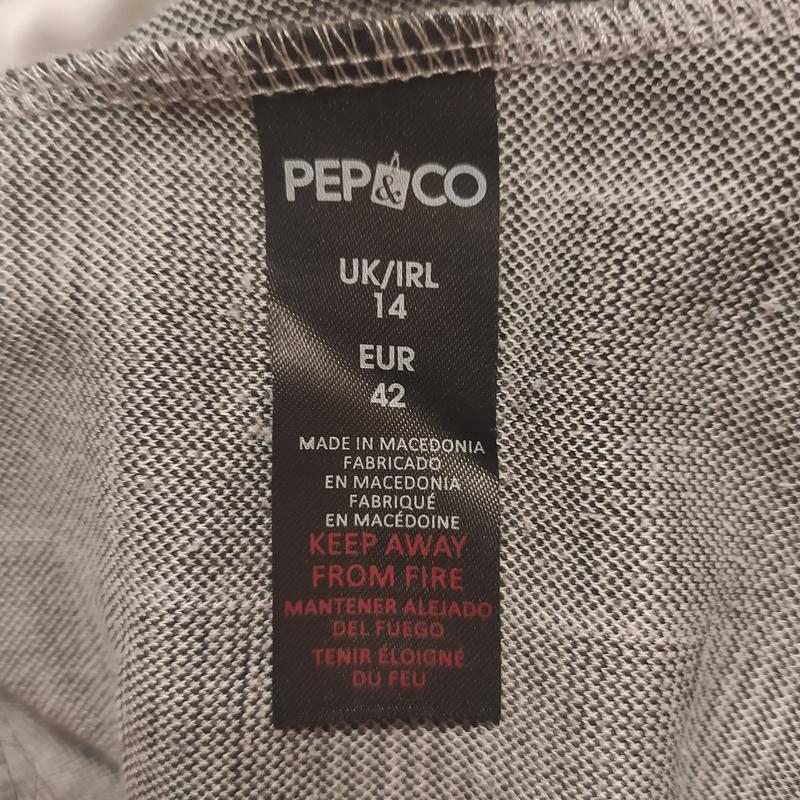 PEP&CO
UK/IRL
14
EUR
42
MADE IN MACEDONIA
FABRICADO
EN MACEDONIA
FABRIQUÉ
EN MACÉDOINE
KEEP AWAY
FROM FIRE
MANTENER ALEJADO
DEL FUEGO
TENIR ÉLOIGNÉ
DU FEU